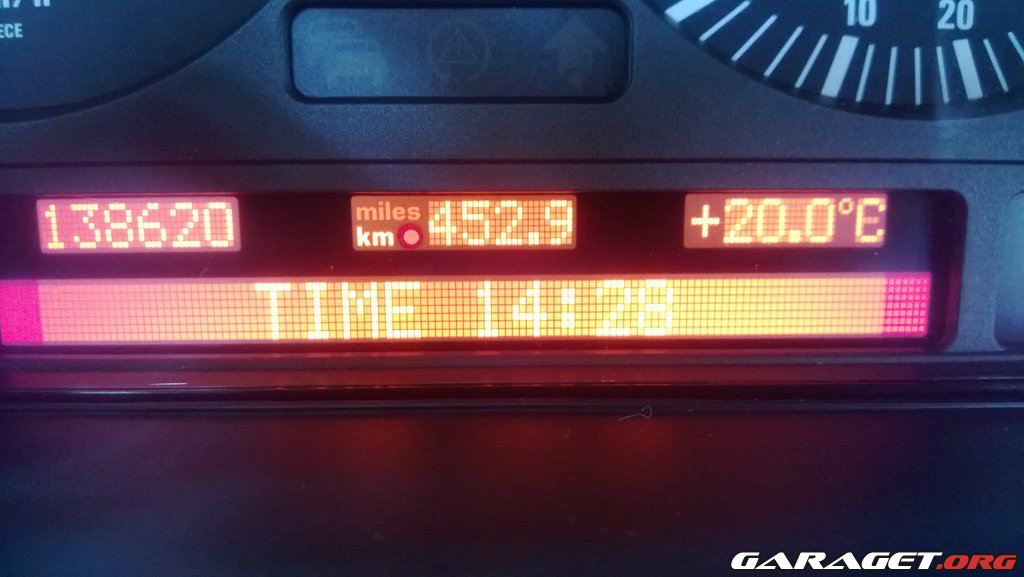 ECE
10 20
138620 miles 452.9 +20.0°C
km
TIME 14:28
GARAGET.ORG